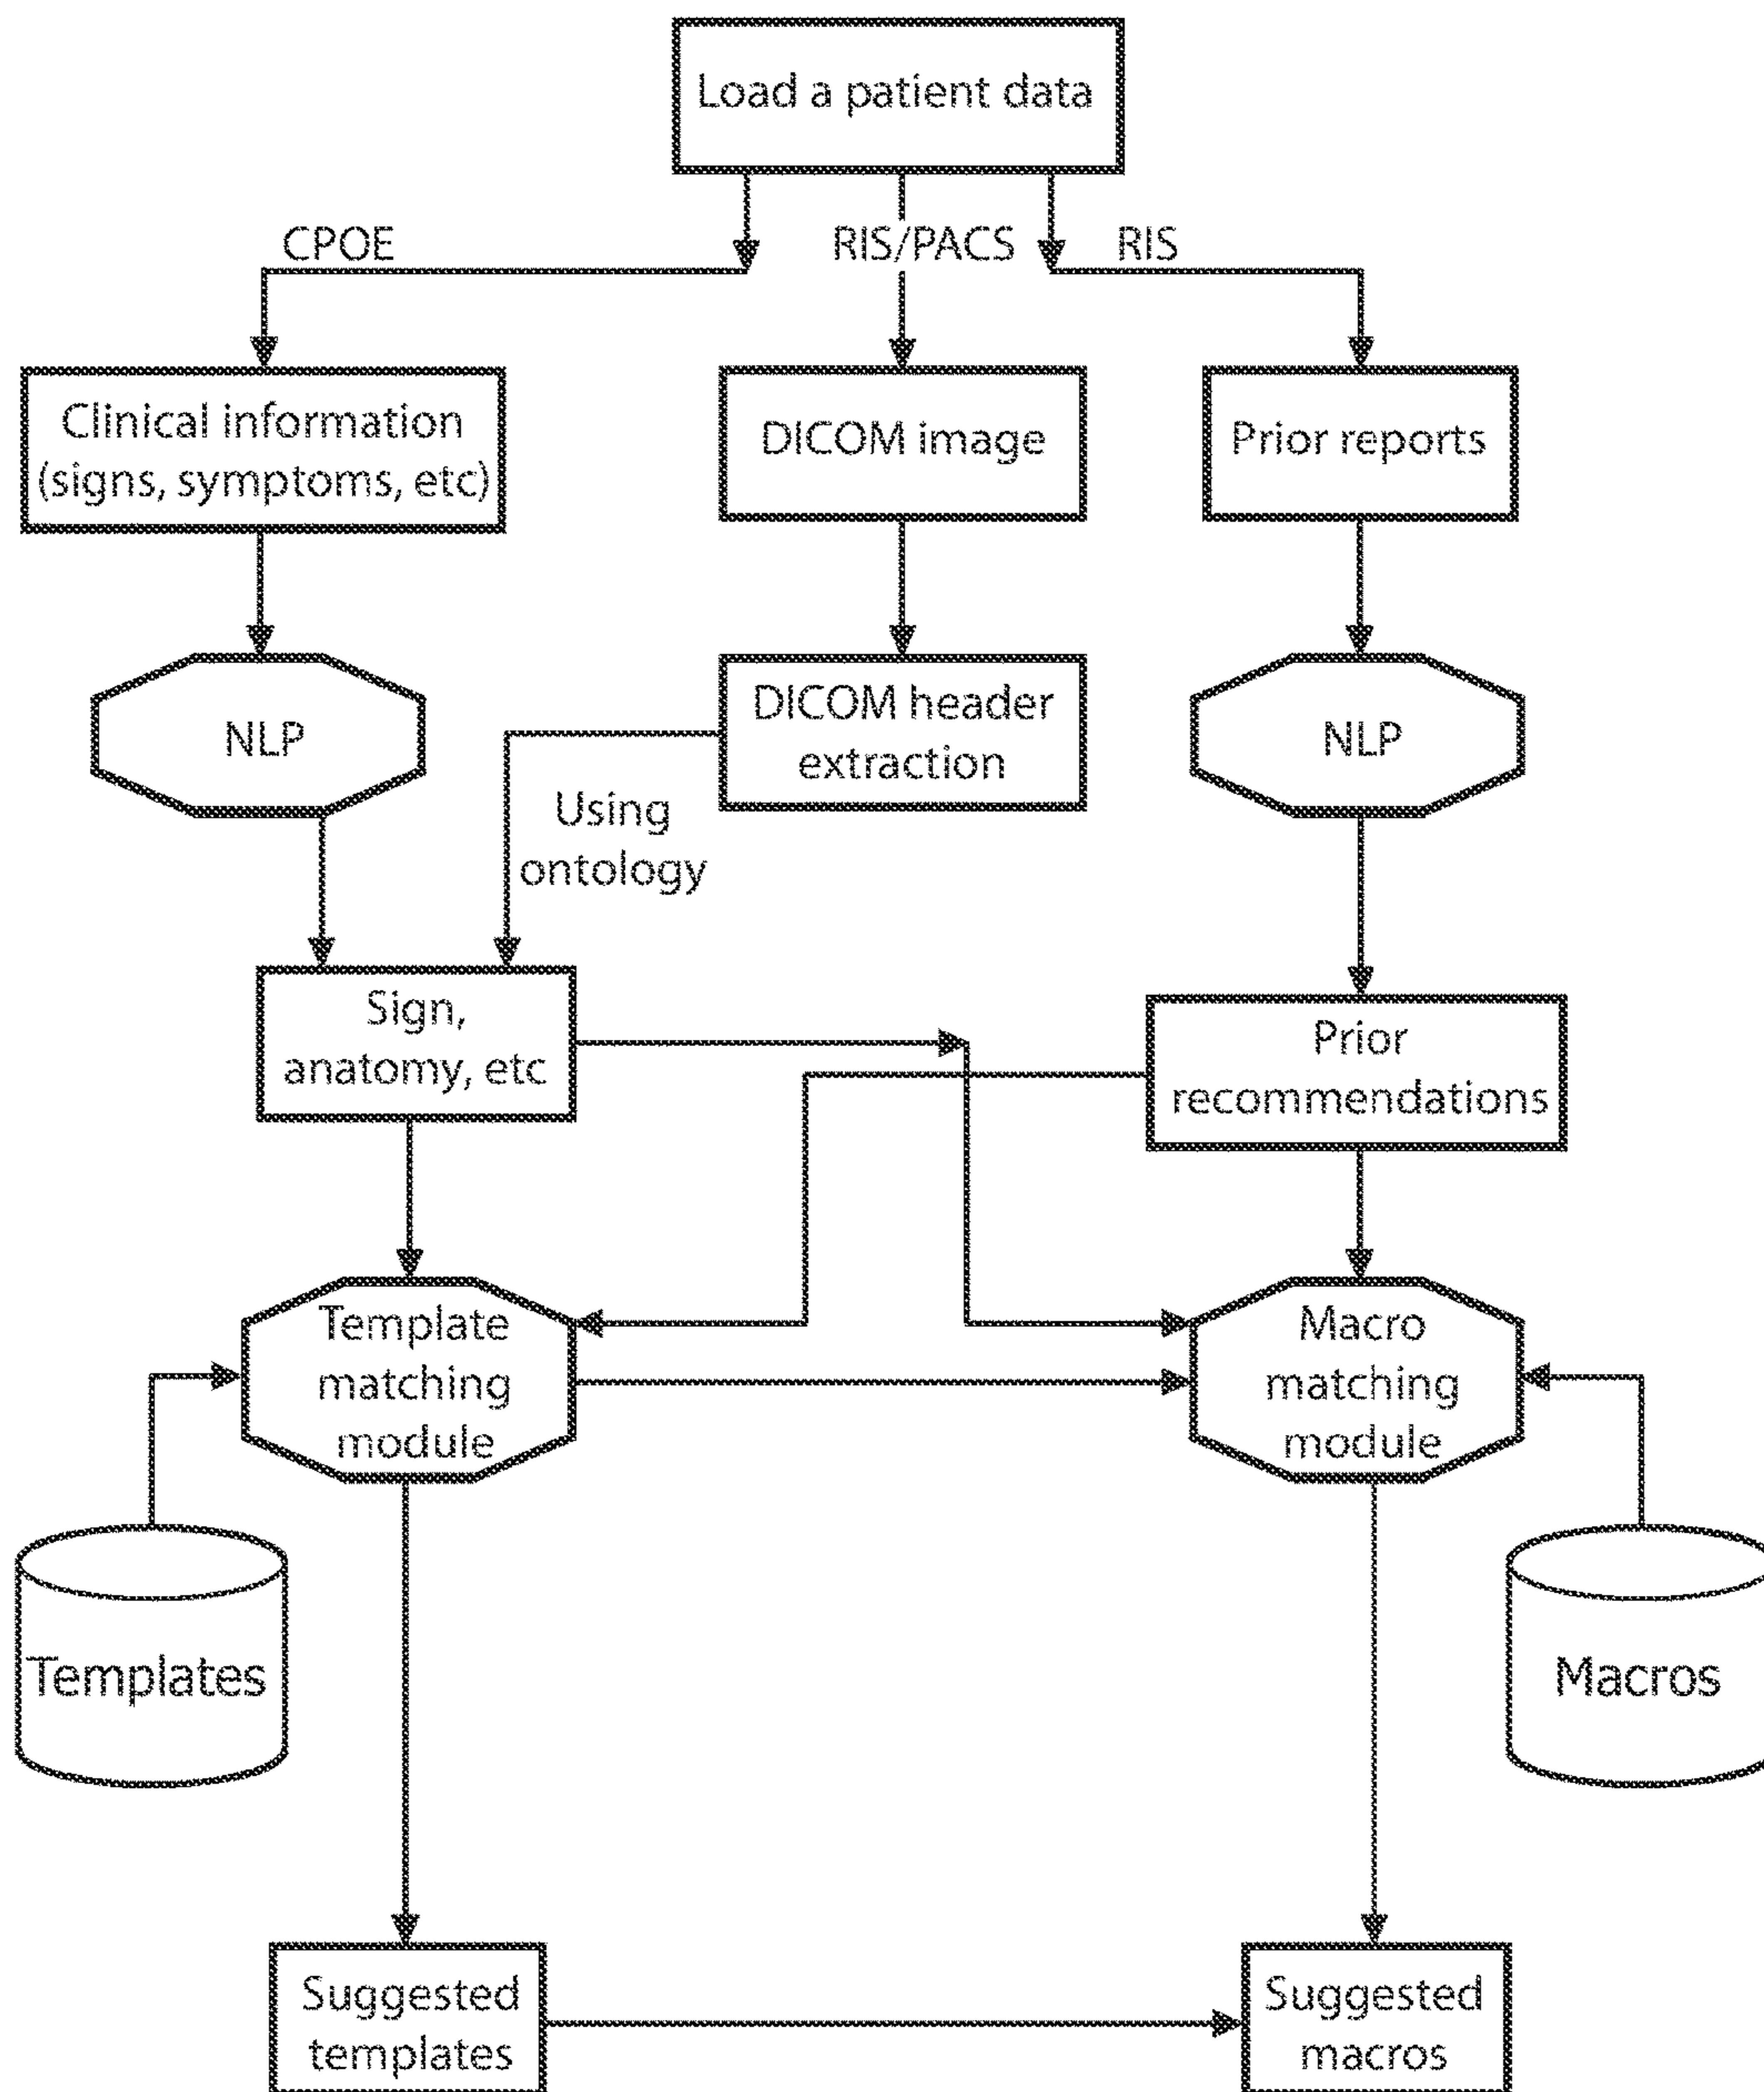 Load a patient data
CPOE
RIS/PACS
RIS
Clinical information
(signs, symptoms, etc)
DICOM image
Prior reports
NLP
DICOM header
extraction
NLP
Using
ontology
Sign,
anatomy, etc
Prior
recommendations
Template
matching
module
Macro
matching
module
Templates
Macros
Suggested
templates
Suggested
macros